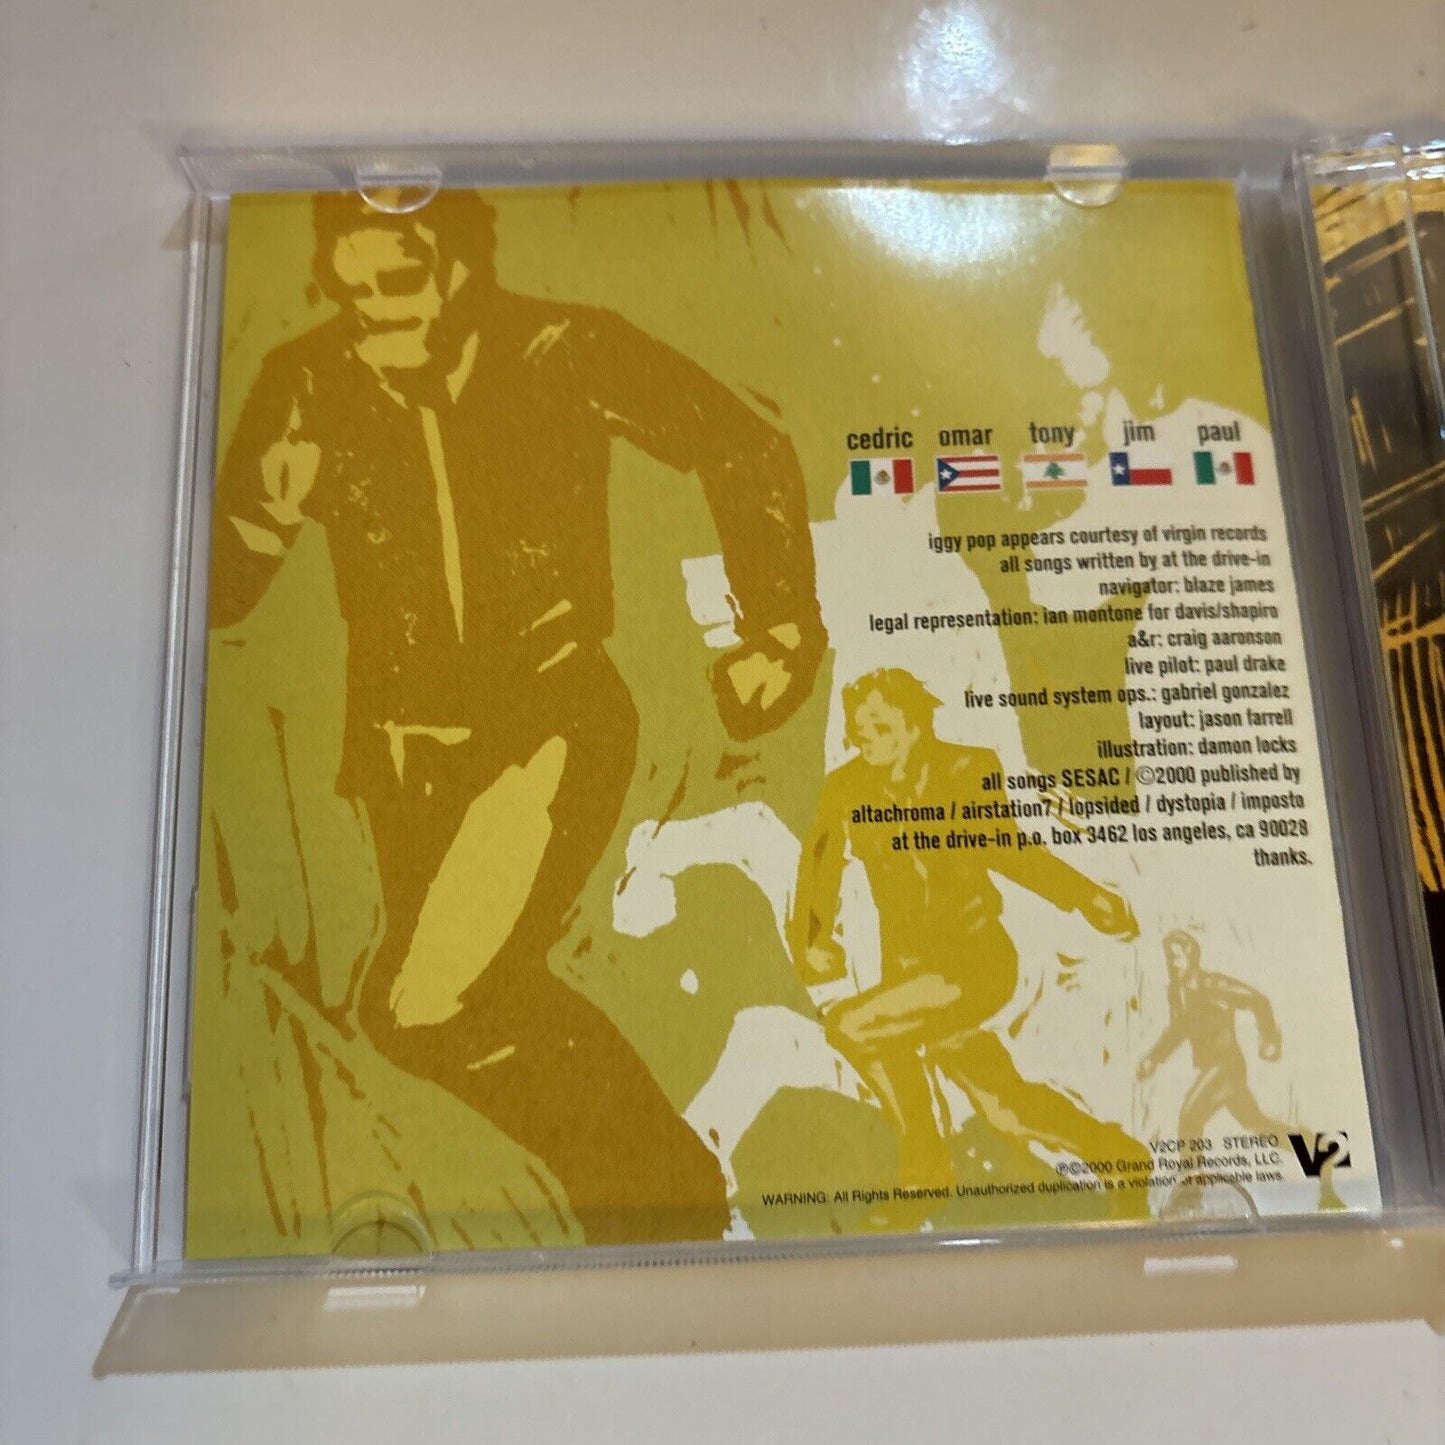 cedric omar tony jim paul
iggy pop appears courtesy of virgin records
all songs written by at the drive-in
navigator: blaze james
legal representation: ian montone for davis/shapiro
a&r: craig aaronson
live pilot: paul drake
live sound system ops.: gabriel gonzalez
layout: jason farrell
illustration: damon locks
all songs SESAC / ©2000 published by
altachroma / airstation7 / lopsided / dystopia / imposto
at the drive-in p.o. box 3462 los angeles, ca 90028
thanks.
V2CP 203 STEREO
℗©2000 Grand Royal Records, LLC.
WARNING: All Rights Reserved. Unauthorized duplication is a violation of applicable laws.
V2